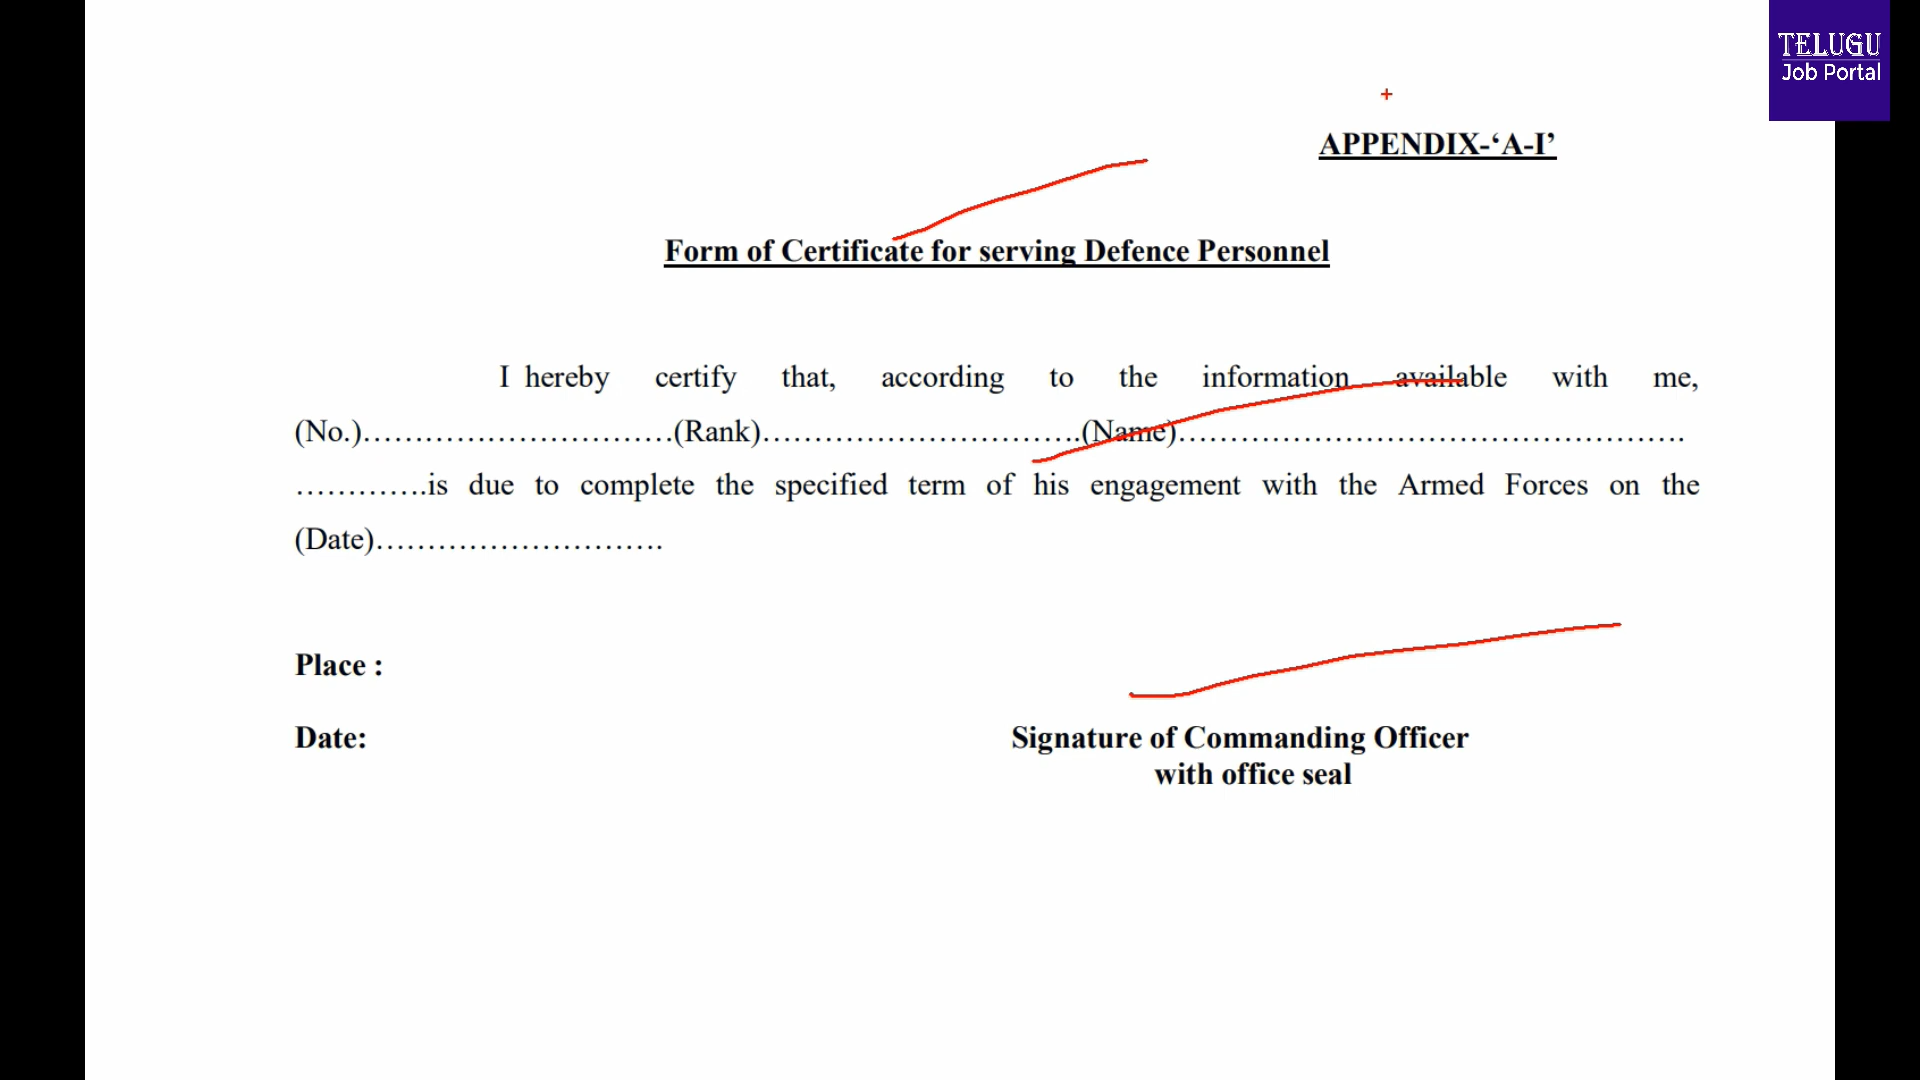 TELUGU
Job Portal
APPENDIX-‘A-I’
Form of Certificate for serving Defence Personnel
I hereby certify that, according to the information available with me,
(No.)…………………………(Rank)………………………….(Name)………………………………………….
………….is due to complete the specified term of his engagement with the Armed Forces on the
(Date)……………………….
Place :
Date:
Signature of Commanding Officer
with office seal